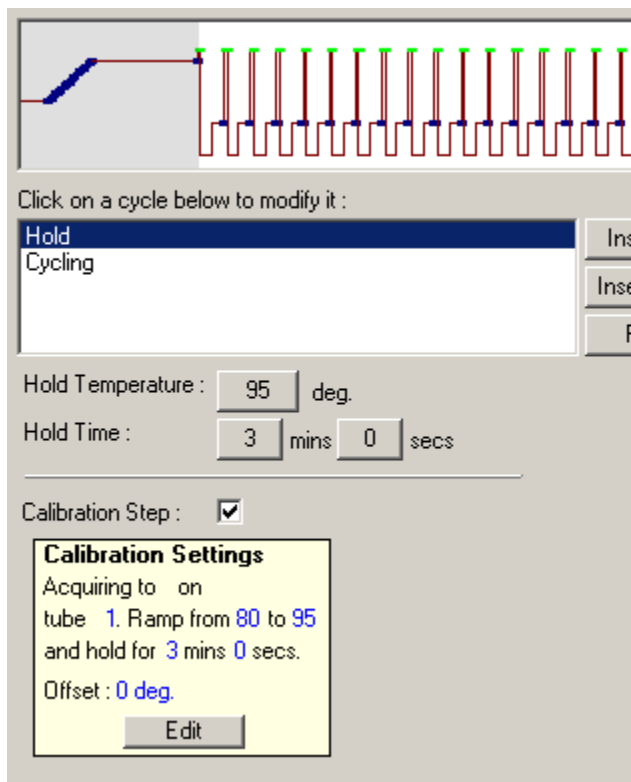 Click on a cycle below to modify it :
Hold
Cycling
Hold Temperature : 95 deg.
Hold Time : 3 mins 0 secs
Calibration Step :
Calibration Settings
Acquiring to on
tube 1. Ramp from 80 to 95
and hold for 3 mins 0 secs.
Offset : 0 deg.
Edit